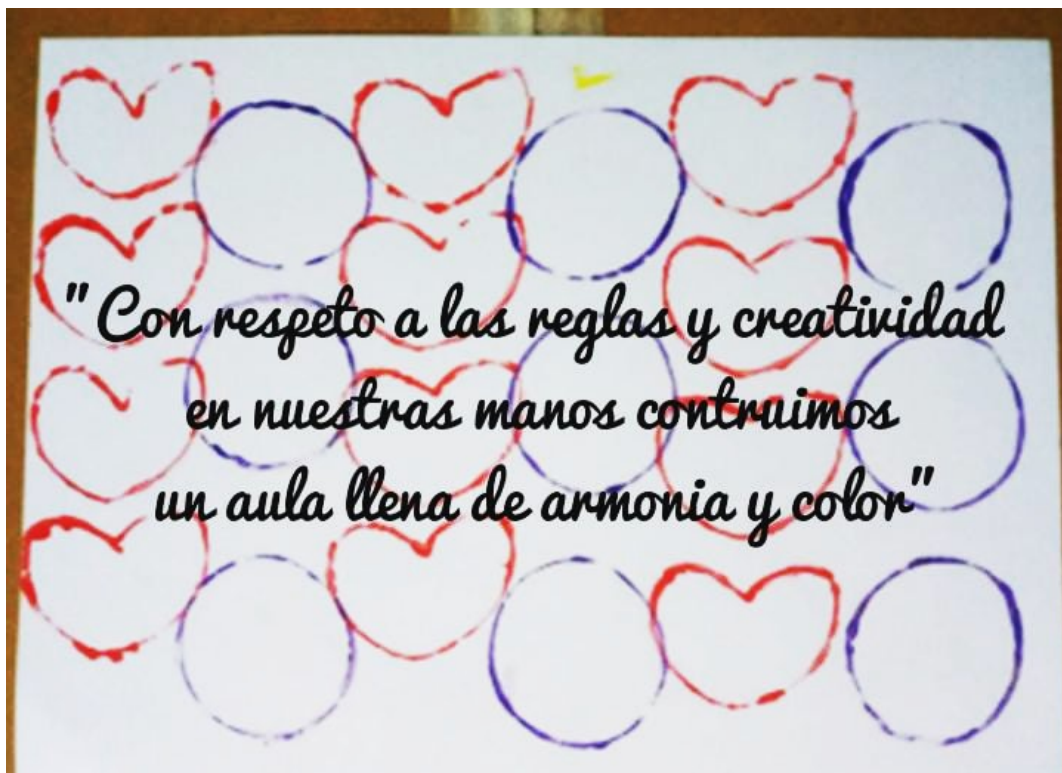 "Con respeto a las reglas y creatividad
en nuestras manos contruimos
un aula llena de armonia y color"